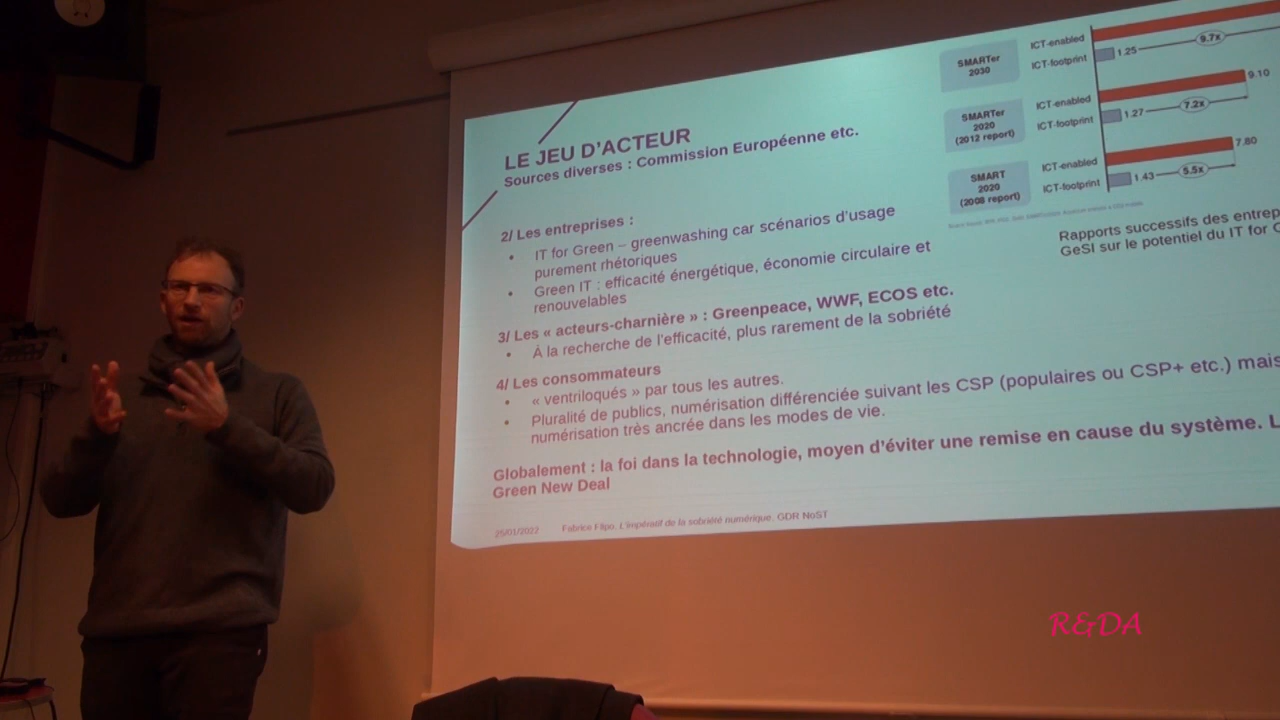 LE JEU D'ACTEUR
Sources diverses : Commission Européenne etc.
2/ Les entreprises :
• IT for Green – greenwashing car scénarios d'usage
purement rhétoriques
• Green IT : efficacité énergétique, économie circulaire et
renouvelables
3/ Les « acteurs-charnière » : Greenpeace, WWF, ECOS etc.
• À la recherche de l'efficacité, plus rarement de la sobriété
4/ Les consommateurs
• « ventriloqués » par tous les autres.
• Pluralité de publics, numérisation différenciée suivant les CSP (populaires ou CSP+ etc.) mais
numérisation très ancrée dans les modes de vie.
Globalement : la foi dans la technologie, moyen d'éviter une remise en cause du système. L
Green New Deal
25/01/2022 Fabrice Flipo. L'impératif de la sobriété numérique. GDR NoST
SMARTer
2030
ICT-enabled
ICT-footprint
1.25
9.7x
SMARTer
2020
(2012 report)
ICT-enabled
ICT-footprint
9.10
1.27
7.2x
SMART
2020
(2008 report)
ICT-enabled
ICT-footprint
7.80
1.43
5.5x
Rapports successifs des entrep
GeSI sur le potentiel du IT for
R&DA